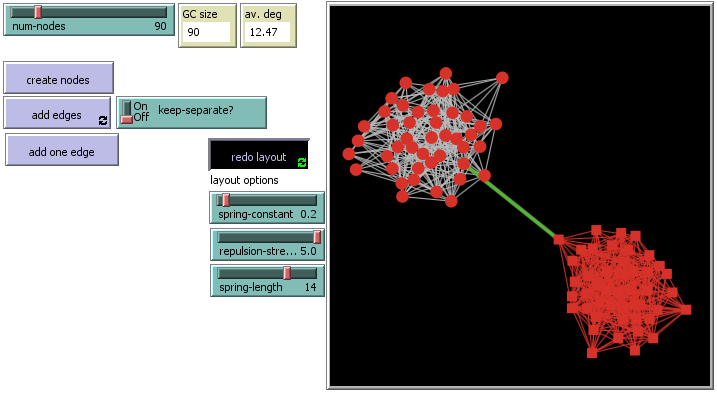 num-nodes 90
GC size
90
av. deg
12.47
create nodes
add edges
On
Off
keep-separate?
add one edge
redo layout
layout options
spring-constant 0.2
repulsion-stre... 5.0
spring-length 14